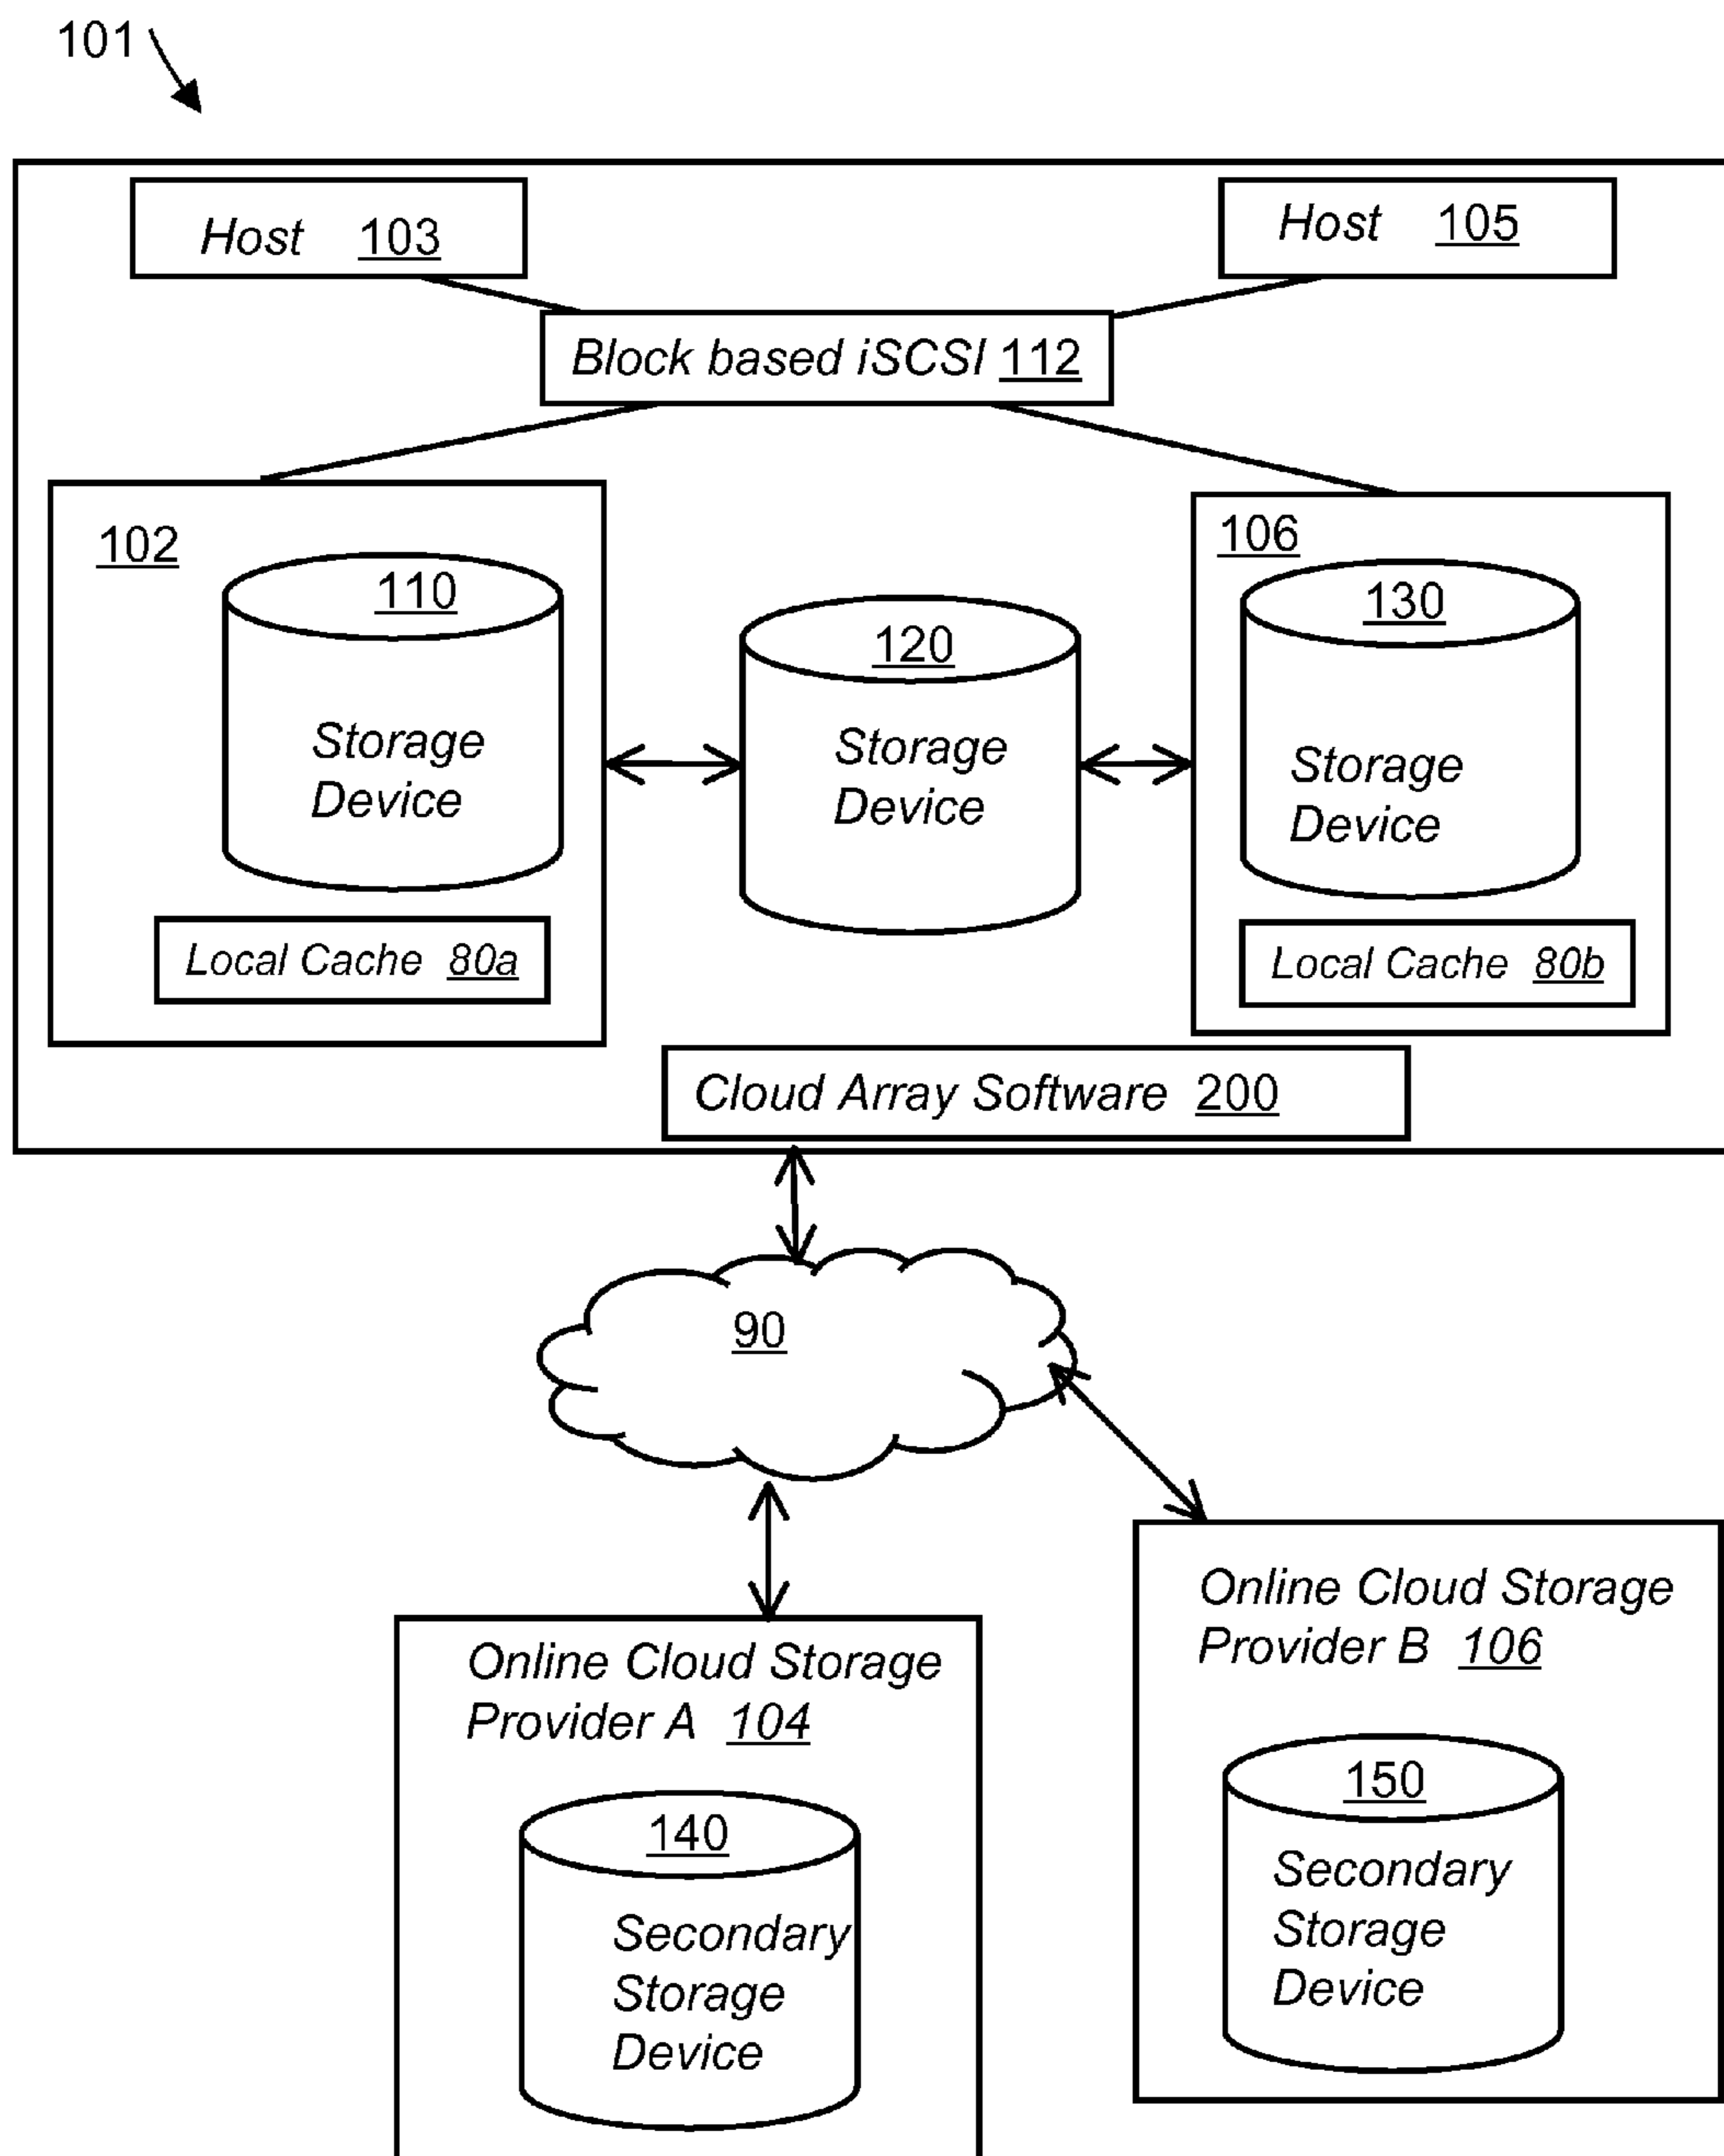 101
Host 103
Host 105
Block based iSCSI 112
102
110
Storage
Device
Local Cache 80a
120
Storage
Device
106
130
Storage
Device
Local Cache 80b
Cloud Array Software 200
90
Online Cloud Storage
Provider A 104
140
Secondary
Storage
Device
Online Cloud Storage
Provider B 106
150
Secondary
Storage
Device